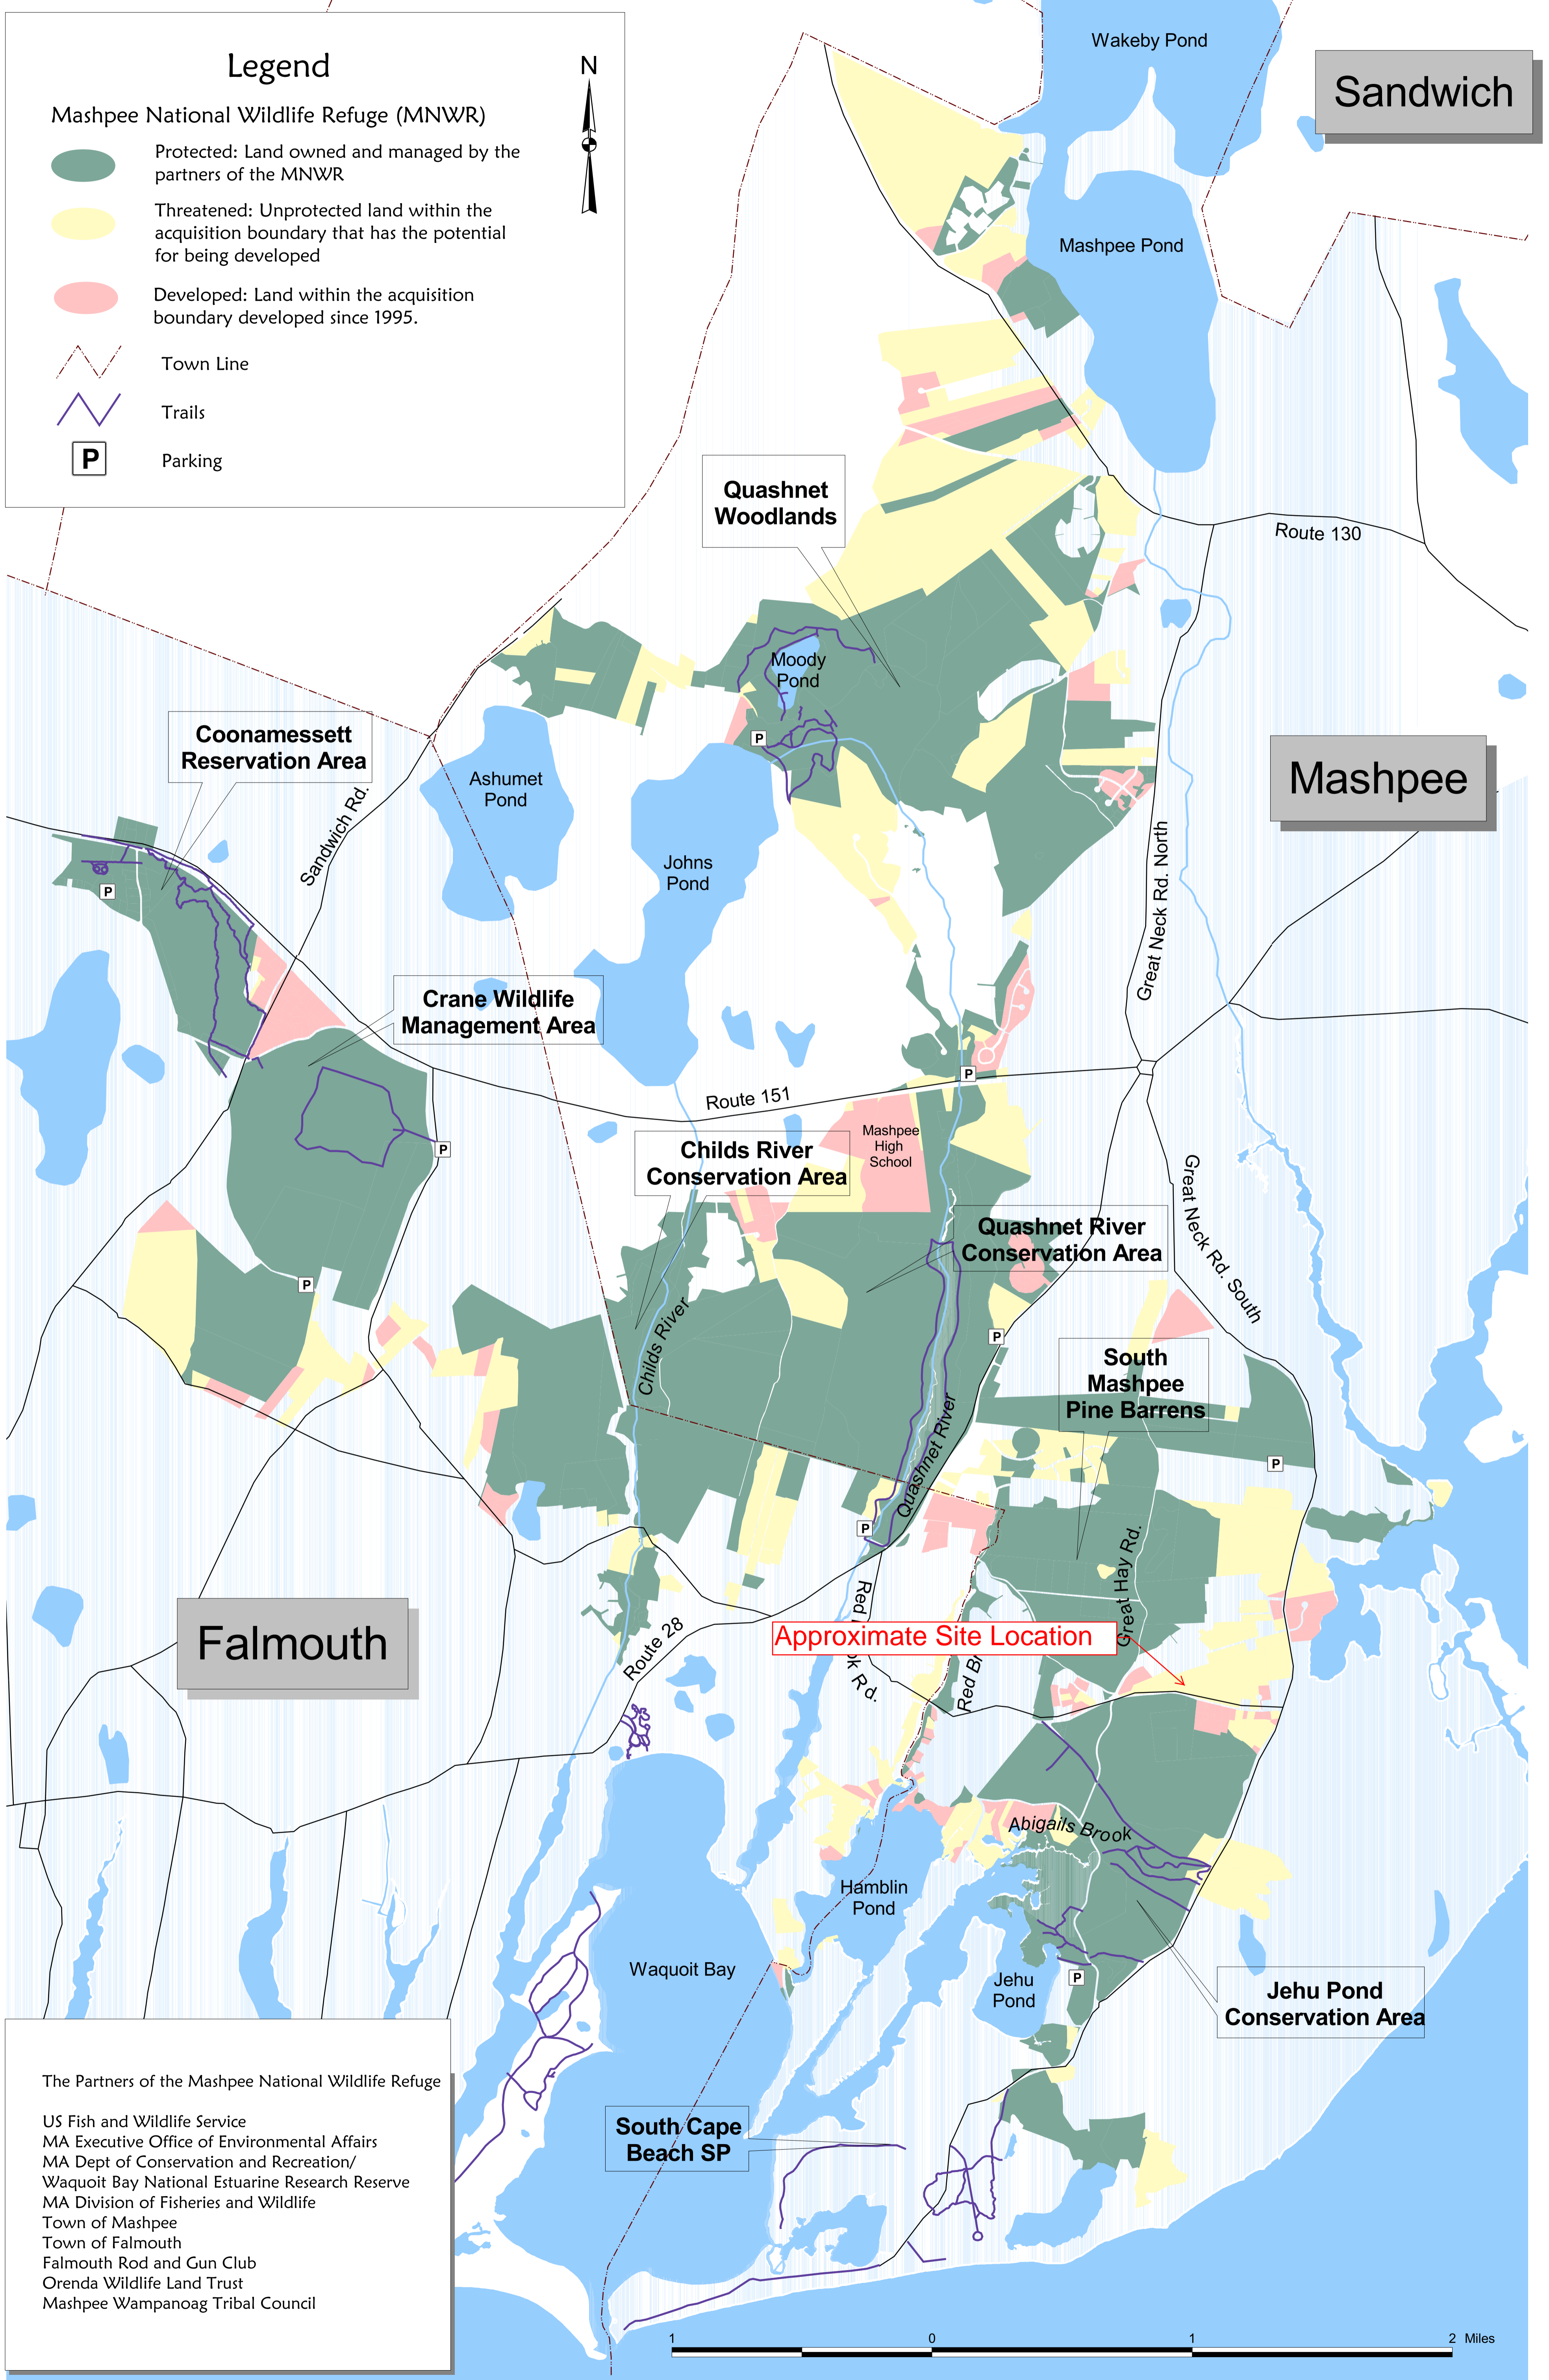 Legend
N
Mashpee National Wildlife Refuge (MNWR)
Protected: Land owned and managed by the
partners of the MNWR
Threatened: Unprotected land within the
acquisition boundary that has the potential
for being developed
Developed: Land within the acquisition
boundary developed since 1995.
Town Line
Trails
P
Parking
Wakeby Pond
Sandwich
Mashpee Pond
Quashnet
Woodlands
Route 130
Moody
Pond
P
Coonamessett
Reservation Area
Ashumet
Pond
Mashpee
Sandwich Rd.
Johns
Pond
P
Great Neck Rd. North
Crane Wildlife
Management Area
P
Route 151
Mashpee
High
School
Childs River
Conservation Area
P
Great Neck Rd. South
Quashnet River
Conservation Area
P
P
Childs River
South
Mashpee
Pine Barrens
Quashnet River
P
P
Great Hay Rd.
Falmouth
Route 28
Red
ok Rd.
Approximate Site Location
Red
Abigails Brook
Hamblin
Pond
Waquoit Bay
Jehu
Pond
P
Jehu Pond
Conservation Area
South Cape
Beach SP
The Partners of the Mashpee National Wildlife Refuge
US Fish and Wildlife Service
MA Executive Office of Environmental Affairs
MA Dept of Conservation and Recreation/
Waquoit Bay National Estuarine Research Reserve
MA Division of Fisheries and Wildlife
Town of Mashpee
Town of Falmouth
Falmouth Rod and Gun Club
Orenda Wildlife Land Trust
Mashpee Wampanoag Tribal Council
1 0 1 2 Miles